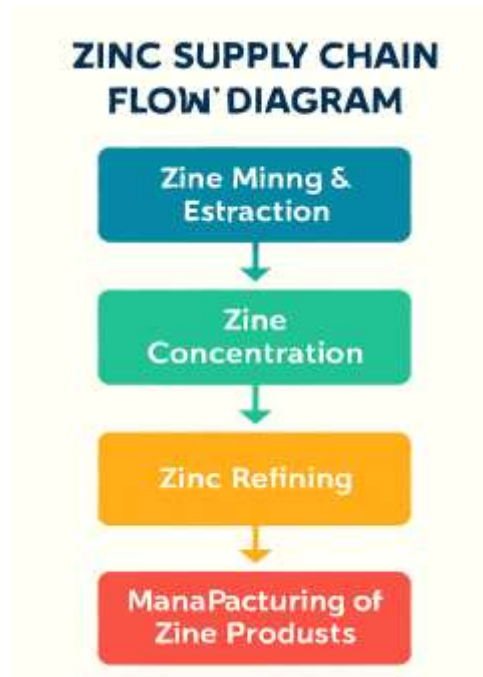 ZINC SUPPLY CHAIN
FLOW' DIAGRAM
Zine Minng &
Estraction
Zine
Concentration
Zinc Refining
ManaPacturing of
Zine Produsts